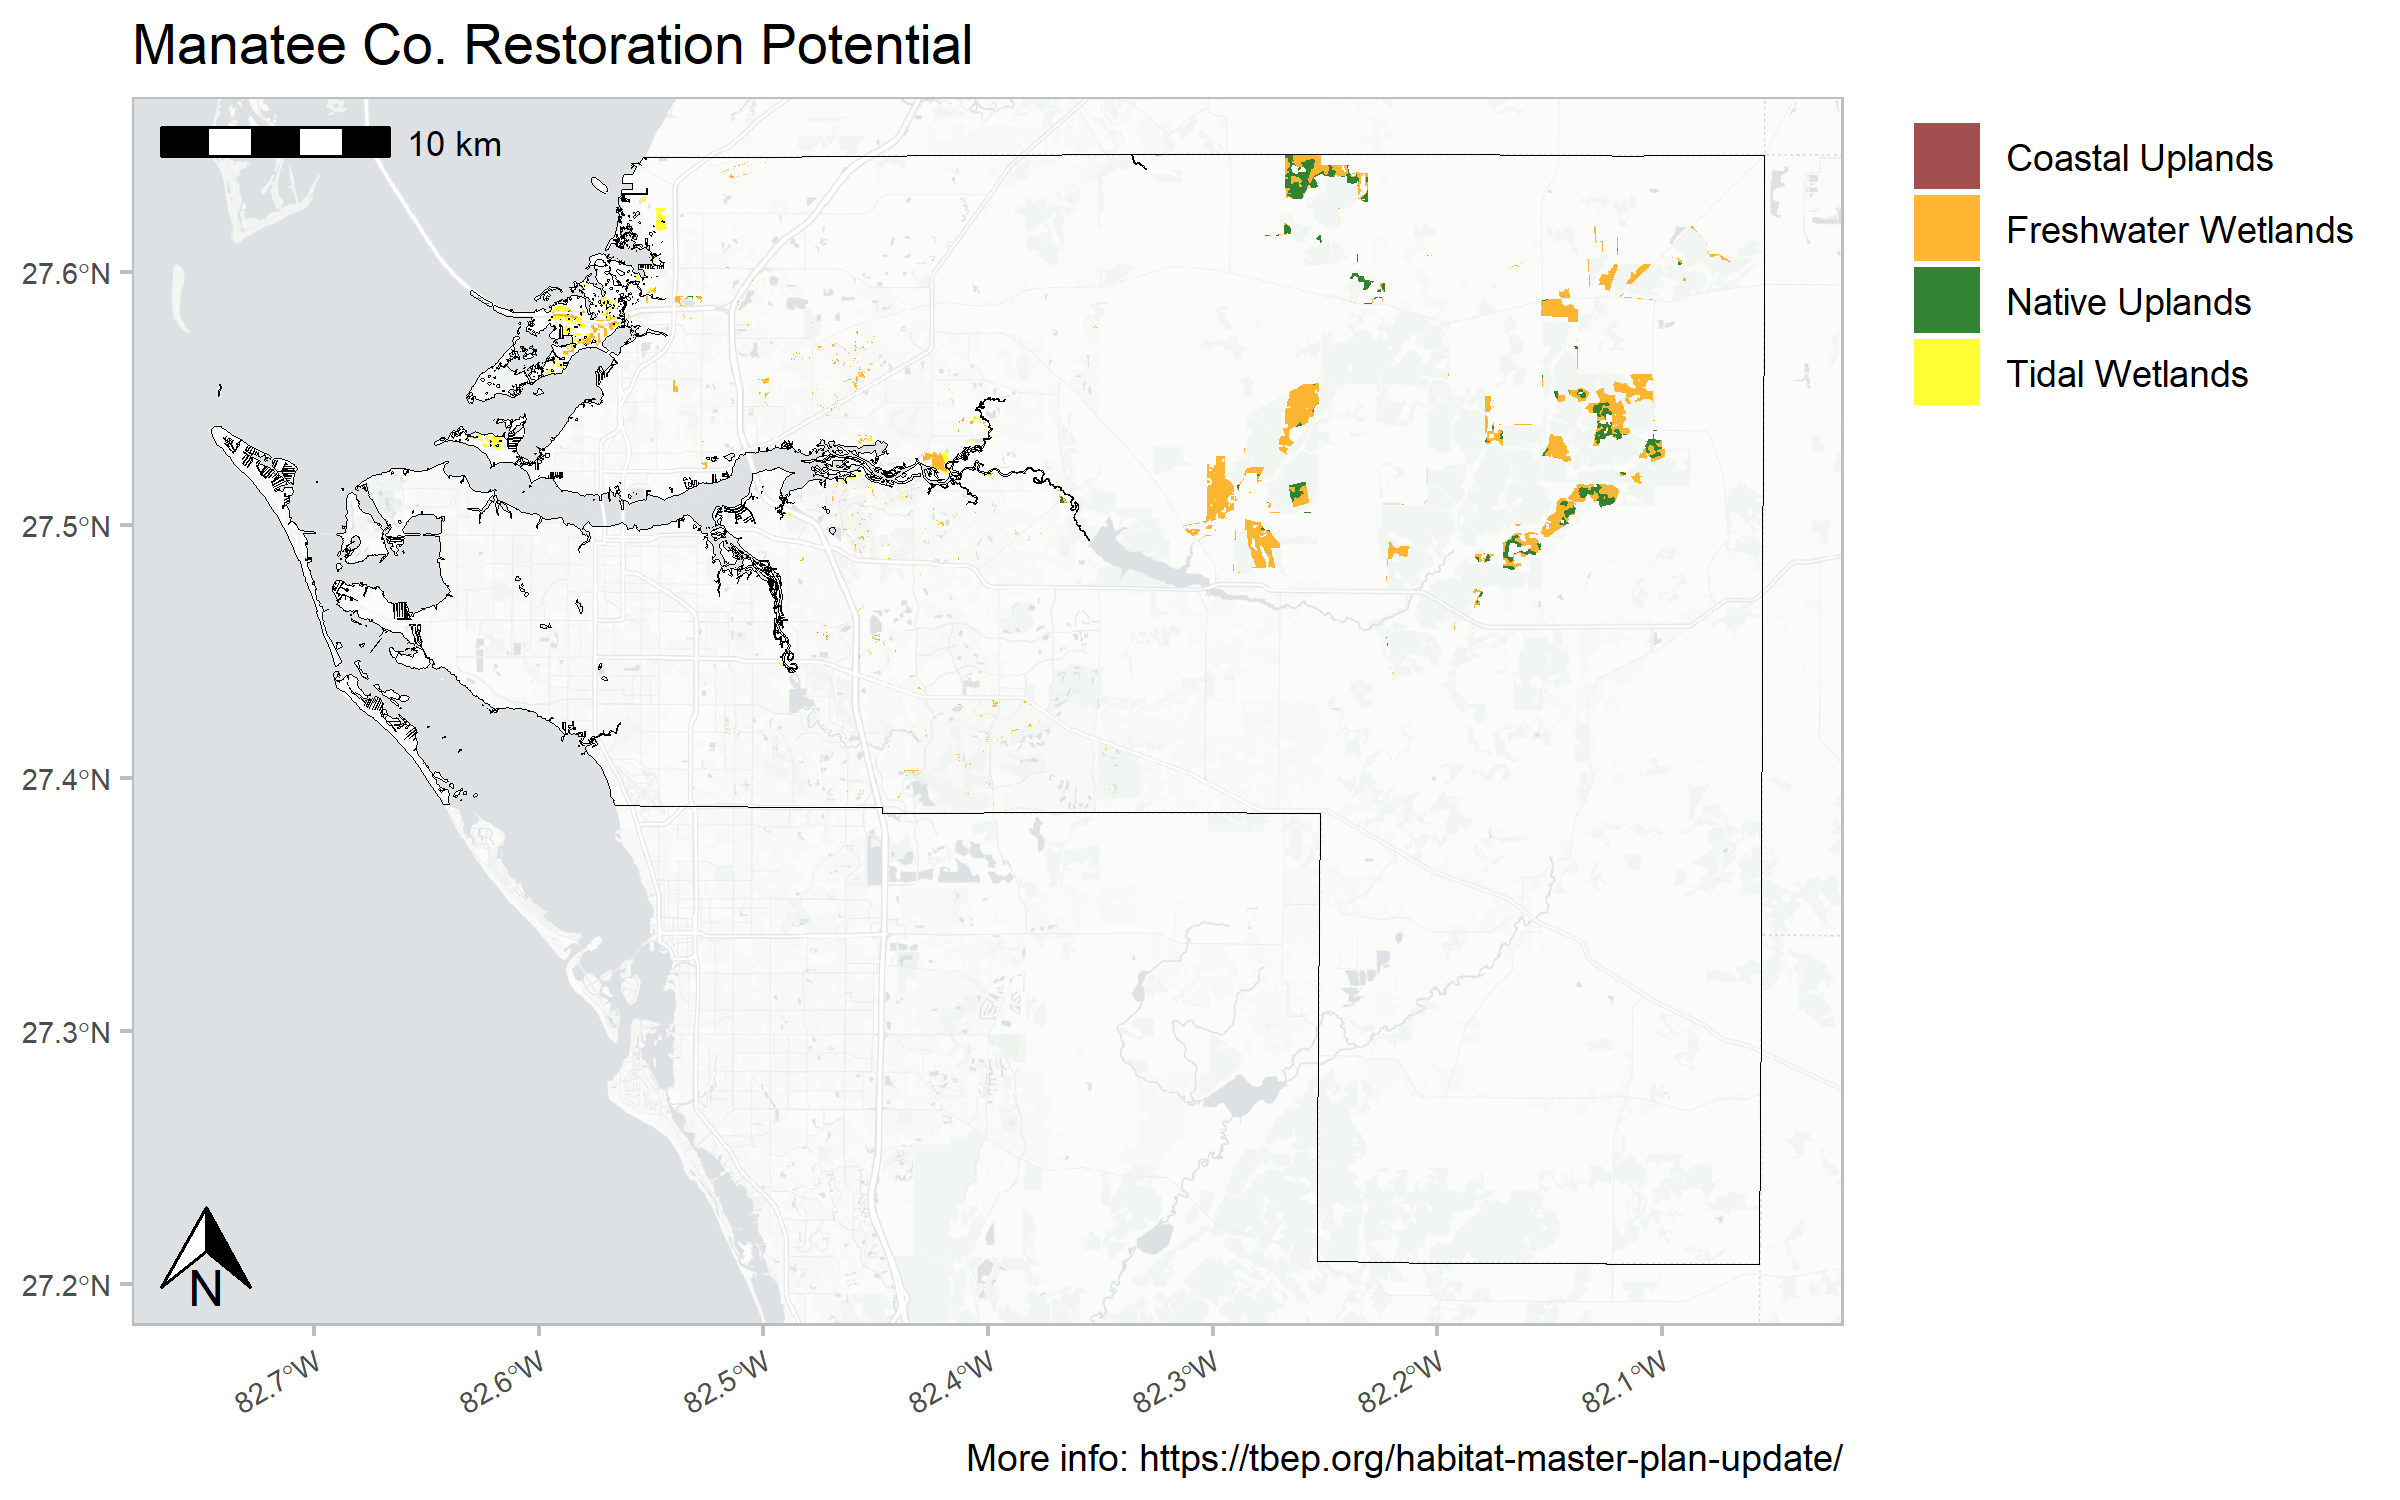 Manatee Co. Restoration Potential
10 km
Coastal Uplands
Freshwater Wetlands
Native Uplands
Tidal Wetlands
27.6°N
27.5°N
27.4°N
27.3°N
27.2°N
N
82.7°W
82.6°W
82.5°W
82.4°W
82.3°W
82.2°W
82.1°W
More info: https://tbep.org/habitat-master-plan-update/